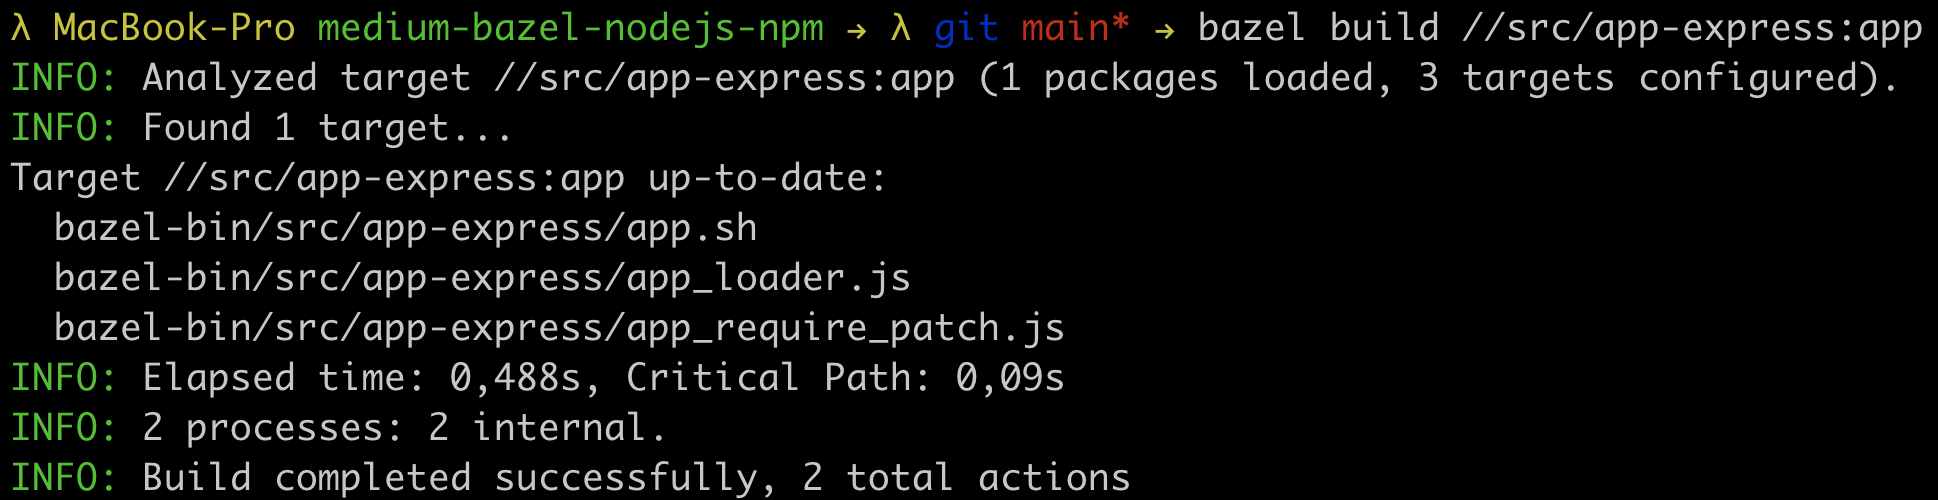 λ MacBook-Pro medium-bazel-nodejs-npm → λ git main* → bazel build //src/app-express:app
INFO: Analyzed target //src/app-express:app (1 packages loaded, 3 targets configured).
INFO: Found 1 target...
Target //src/app-express:app up-to-date:
  bazel-bin/src/app-express/app.sh
  bazel-bin/src/app-express/app_loader.js
  bazel-bin/src/app-express/app_require_patch.js
INFO: Elapsed time: 0,488s, Critical Path: 0,09s
INFO: 2 processes: 2 internal.
INFO: Build completed successfully, 2 total actions